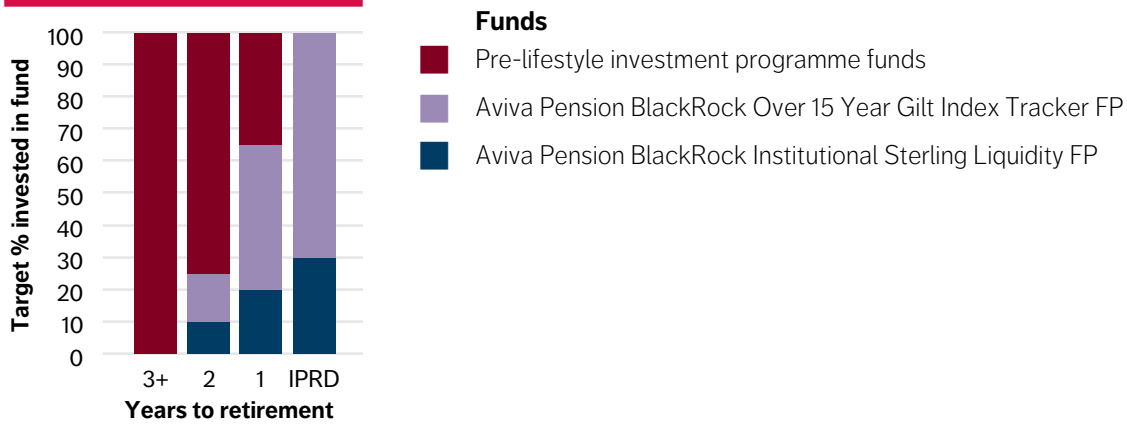 Target % invested in fund
100
90
80
70
60
50
40
30
20
10
0
3+ 2 1 IPRD
Years to retirement
Funds
Pre-lifestyle investment programme funds
Aviva Pension BlackRock Over 15 Year Gilt Index Tracker FP
Aviva Pension BlackRock Institutional Sterling Liquidity FP